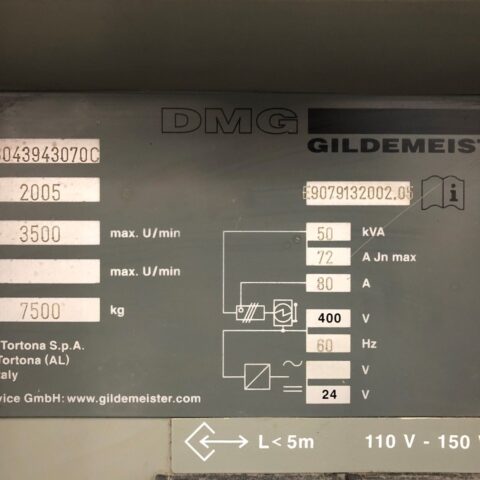 DMG
GILDEMEIST
043943070C
2005
3500 max. U/min
max. U/min
7500 kg
Tortona S.p.A.
Tortona (AL)
taly
vice GmbH: www.gildemeister.com
E9079132002.05 i
50 kVA
72 A Jn max
80 A
400 V
60 Hz
V
24 V
L < 5m 110 V - 150 V